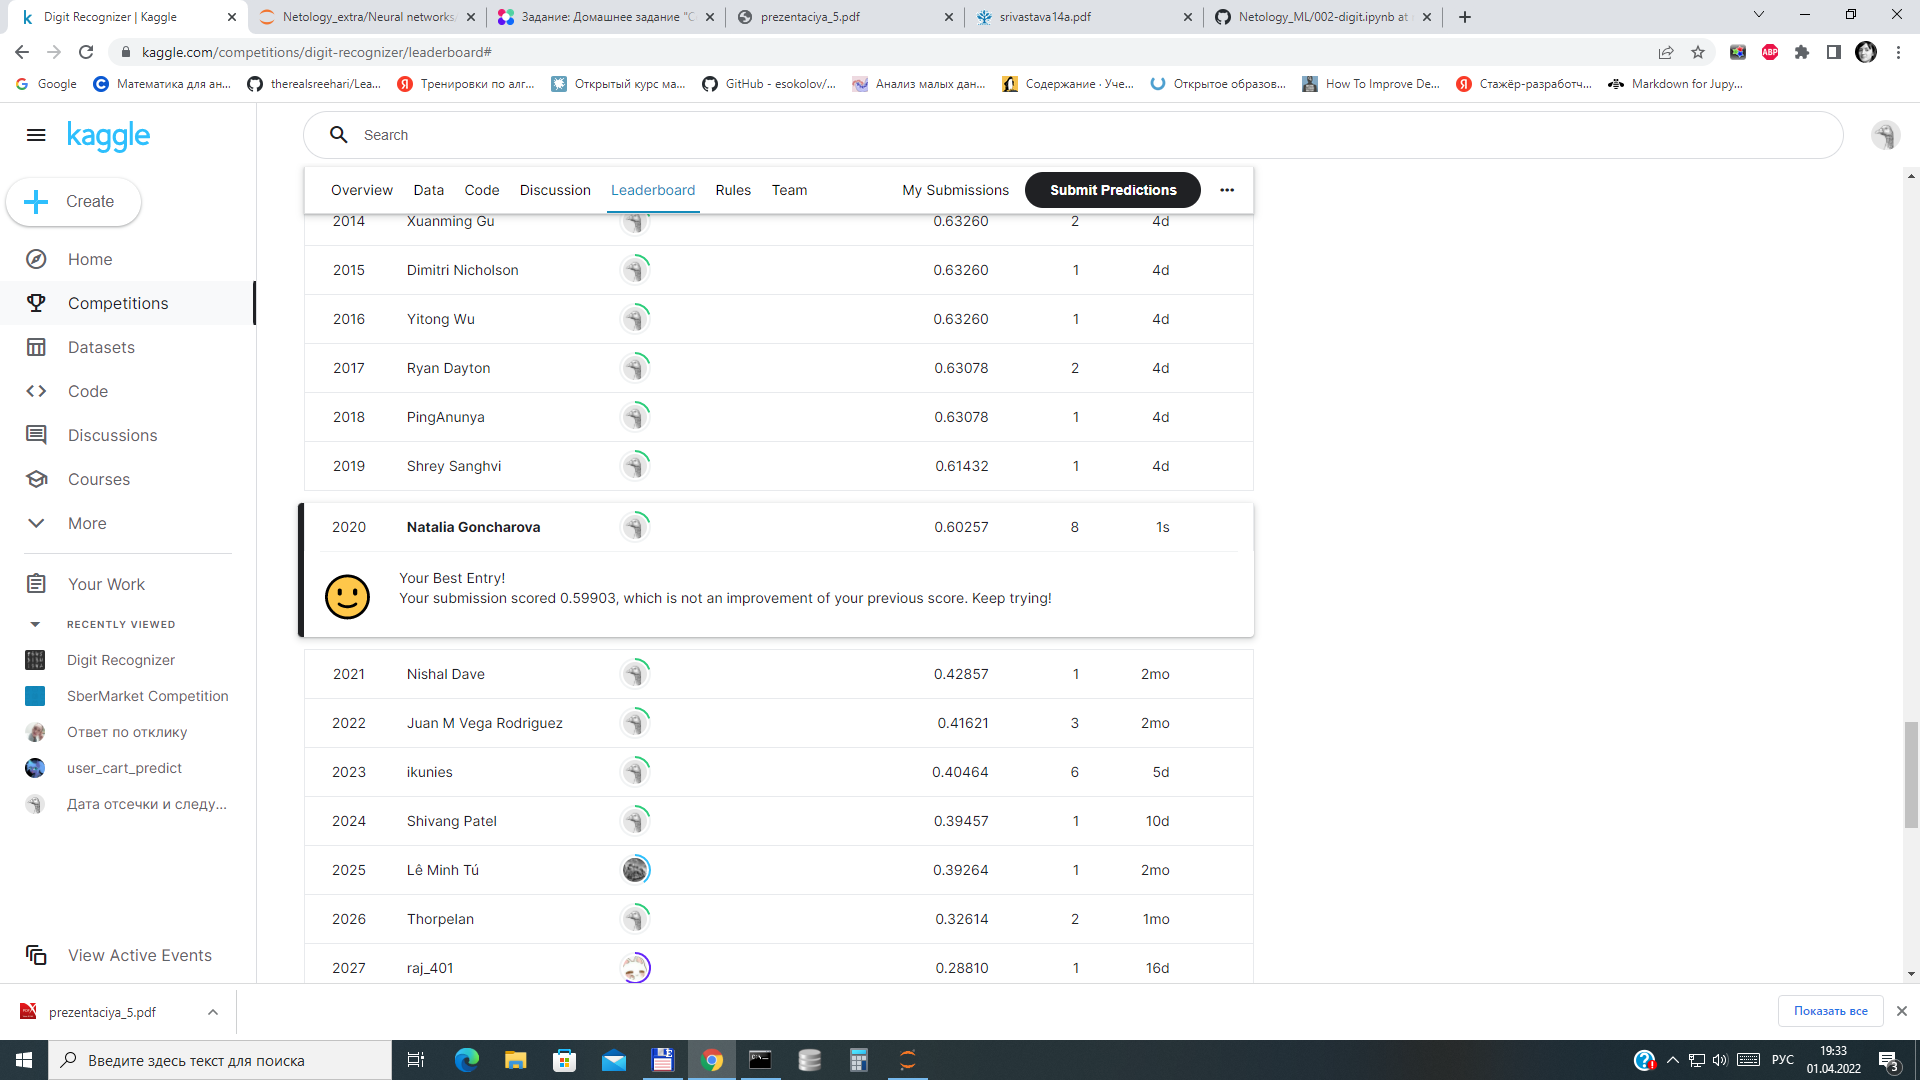 Digit Recognizer | Kaggle
Netology_extra/Neural networks
Задание: Домашнее задание "С
prezentaciya_5.pdf
srivastava14a.pdf
Netology_ML/002-digit.ipynb at
kaggle.com/competitions/digit-recognizer/leaderboard#
ABP
Google
Математика для ан...
therealsreehari/Lea...
Тренировки по алг...
Открытый курс ма...
GitHub - esokolov/...
Анализ малых дан...
Содержание · Уче...
Открытое образов...
How To Improve De...
Стажёр-разработч...
Markdown for Jupy...
kaggle
Search
Create
Home
Competitions
Datasets
Code
Discussions
Courses
More
Your Work
RECENTLY VIEWED
Digit Recognizer
SberMarket Competition
Ответ по отклику
user_cart_predict
Дата отсечки и следу...
View Active Events
Overview Data Code Discussion Leaderboard Rules Team My Submissions Submit Predictions
2014 Xuanming Gu 0.63260 2 4d
2015 Dimitri Nicholson 0.63260 1 4d
2016 Yitong Wu 0.63260 1 4d
2017 Ryan Dayton 0.63078 2 4d
2018 PingAnunya 0.63078 1 4d
2019 Shrey Sanghvi 0.61432 1 4d
2020 Natalia Goncharova 0.60257 8 1s
Your Best Entry!
Your submission scored 0.59903, which is not an improvement of your previous score. Keep trying!
2021 Nishal Dave 0.42857 1 2mo
2022 Juan M Vega Rodriguez 0.41621 3 2mo
2023 ikunies 0.40464 6 5d
2024 Shivang Patel 0.39457 1 10d
2025 Lê Minh Tú 0.39264 1 2mo
2026 Thorpelan 0.32614 2 1mo
2027 raj_401 0.28810 1 16d
prezentaciya_5.pdf
Показать все
Введите здесь текст для поиска
РУС
19:33
01.04.2022
3